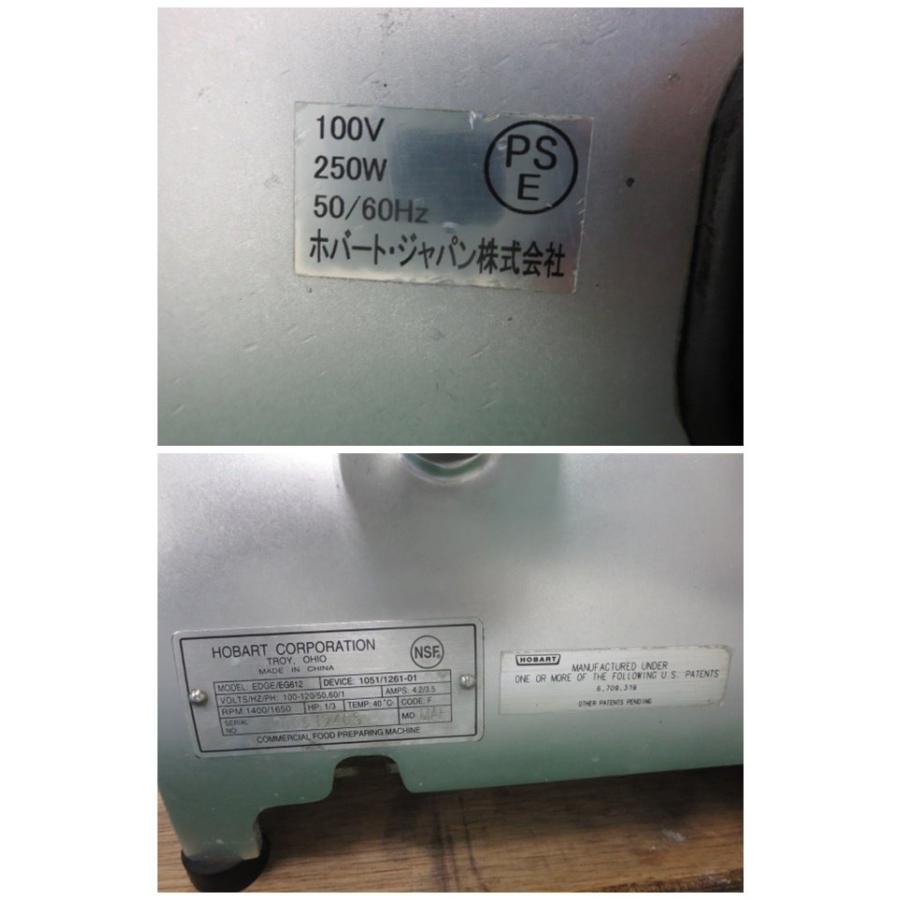 100V
250W
50/60Hz
PS
E
ホバート・ジャパン株式会社
HOBART CORPORATION
TROY, OHIO
MADE IN CHINA
NSF
MODEL: EDGE/EG612 DEVICE: 1051/1261-01
VOLTS/HZ/PH: 100-120/50,60/1 AMPS: 4.2/3.5
RPM:1400/1650 HP: 1/3 TEMP: 40°C CODE: F
SERIAL
NO.
MD
COMMERCIAL FOOD PREPARING MACHINE
HOBART
MANUFACTURED UNDER
ONE OR MORE OF THE FOLLOWING U.S. PATENTS
6,708,319
OTHER PATENTS PENDING